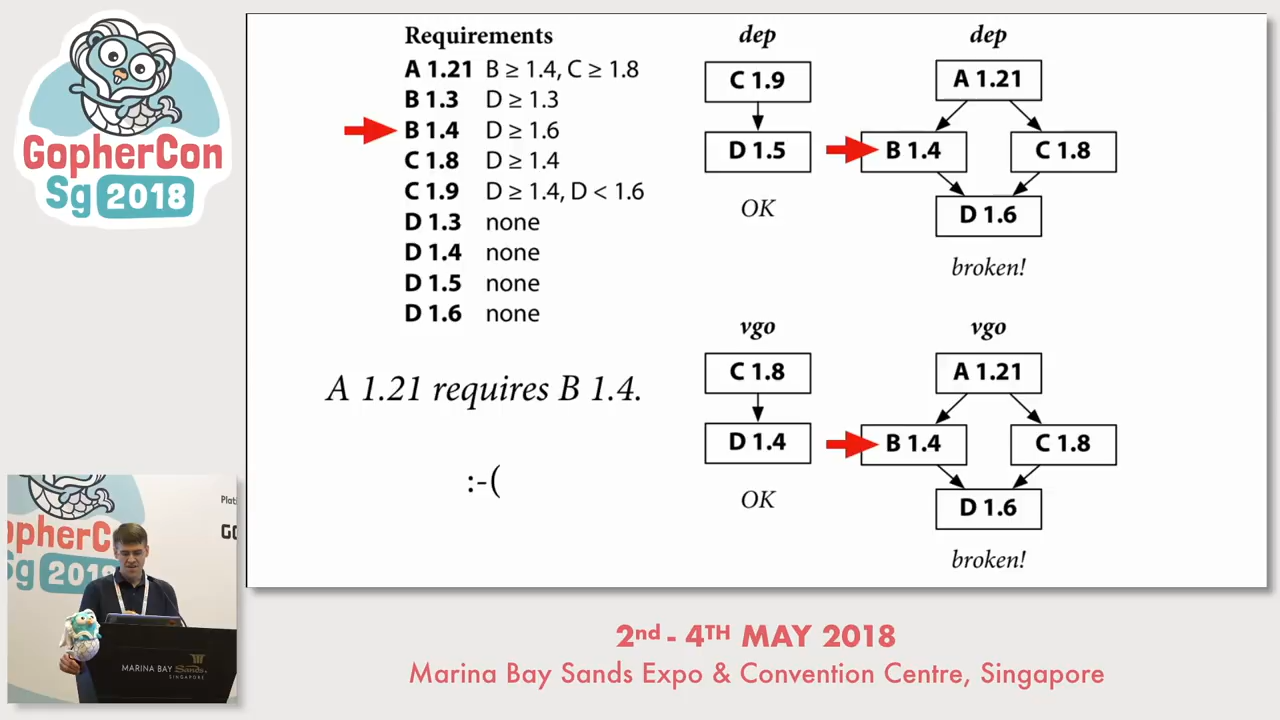 GopherCon
Sg 2018
Requirements
A 1.21 B ≥ 1.4, C ≥ 1.8
B 1.3 D ≥ 1.3
B 1.4 D ≥ 1.6
C 1.8 D ≥ 1.4
C 1.9 D ≥ 1.4, D < 1.6
D 1.3 none
D 1.4 none
D 1.5 none
D 1.6 none
A 1.21 requires B 1.4.
:-(
dep
C 1.9
D 1.5
OK
dep
A 1.21
B 1.4
C 1.8
D 1.6
broken!
vgo
C 1.8
D 1.4
OK
vgo
A 1.21
B 1.4
C 1.8
D 1.6
broken!
opherCo
g 2018
Plat
GO
MARINA BAY Sands
SINGAPORE
2nd - 4TH MAY 2018
Marina Bay Sands Expo & Convention Centre, Singapore